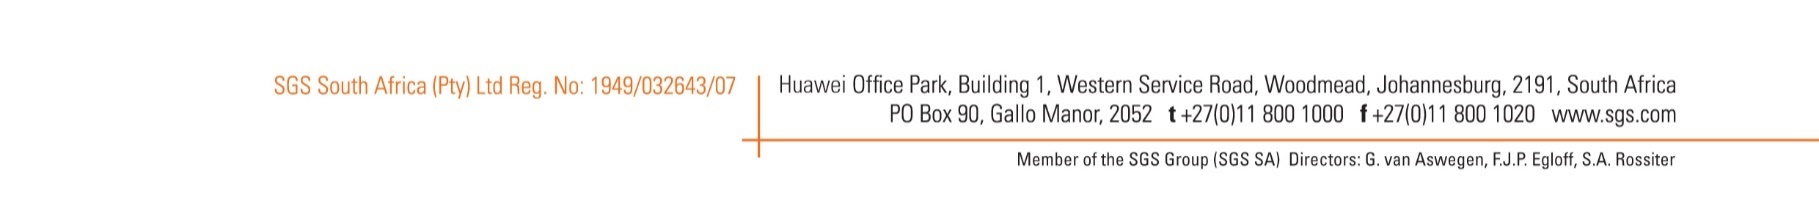 SGS South Africa (Pty) Ltd Reg. No: 1949/032643/07
Huawei Office Park, Building 1, Western Service Road, Woodmead, Johannesburg, 2191, South Africa
PO Box 90, Gallo Manor, 2052 t +27(0)11 800 1000 f +27(0)11 800 1020 www.sgs.com
Member of the SGS Group (SGS SA) Directors: G. van Aswegen, F.J.P. Egloff, S.A. Rossiter